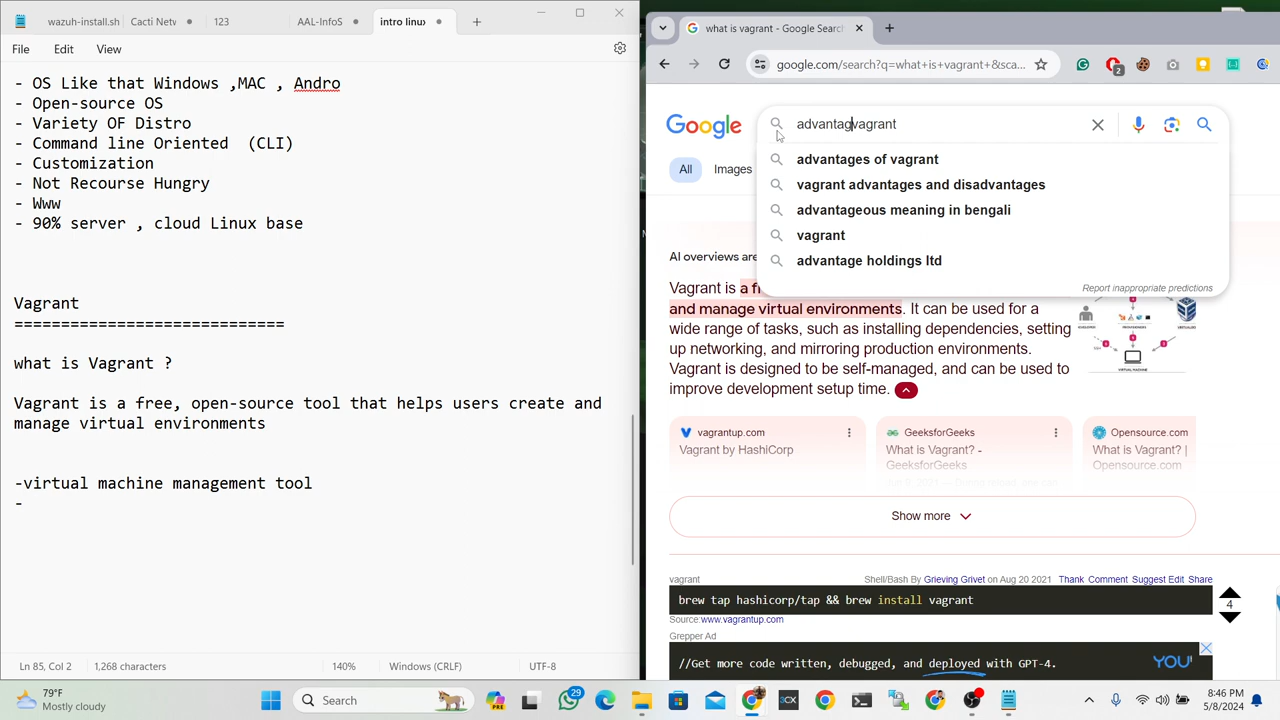 wazuh-install.sh
Cacti Netv
123
AAL-InfoS
intro linux
File
Edit
View
- OS Like that Windows ,MAC , Andro
- Open-source OS
- Variety OF Distro
- Command line Oriented  (CLI)
- Customization
- Not Recourse Hungry
- Www
- 90% server , cloud Linux base
Vagrant
=============================
what is Vagrant ?
Vagrant is a free, open-source tool that helps users create and
manage virtual environments
-virtual machine management tool
-
Ln 85, Col 2
1,268 characters
140%
Windows (CRLF)
UTF-8
what is vagrant - Google Search
google.com/search?q=what+is+vagrant+&sca...
2
Google
advantagvagrant
advantages of vagrant
vagrant advantages and disadvantages
advantageous meaning in bengali
vagrant
advantage holdings ltd
Report inappropriate predictions
All
Images
AI overviews are
Vagrant is a f
and manage virtual environments. It can be used for a
wide range of tasks, such as installing dependencies, setting
up networking, and mirroring production environments.
Vagrant is designed to be self-managed, and can be used to
improve development setup time.
VIRTUAL MACHINE
vagrantup.com
Vagrant by HashiCorp
GeeksforGeeks
What is Vagrant? -
GeeksforGeeks
Opensource.com
What is Vagrant? |
Opensource.com
Show more
vagrant
Shell/Bash By Grieving Grivet on Aug 20 2021
Thank Comment Suggest Edit Share
brew tap hashicorp/tap && brew install vagrant
4
Source:www.vagrantup.com
Grepper Ad
//Get more code written, debugged, and deployed with GPT-4.
YOU!
79°F
Mostly cloudy
Search
PRE
29
3CX
8:46 PM
5/8/2024